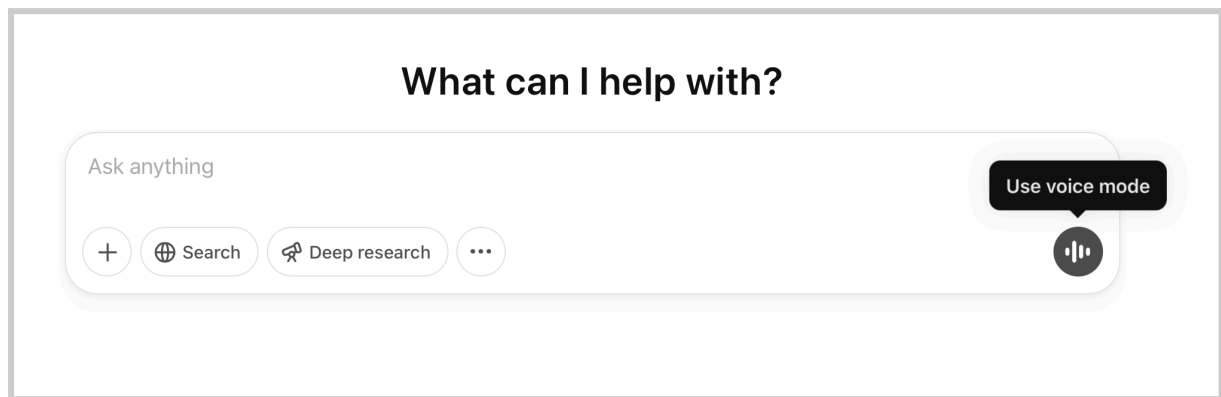 What can I help with?
Ask anything
Use voice mode
Search
Deep research